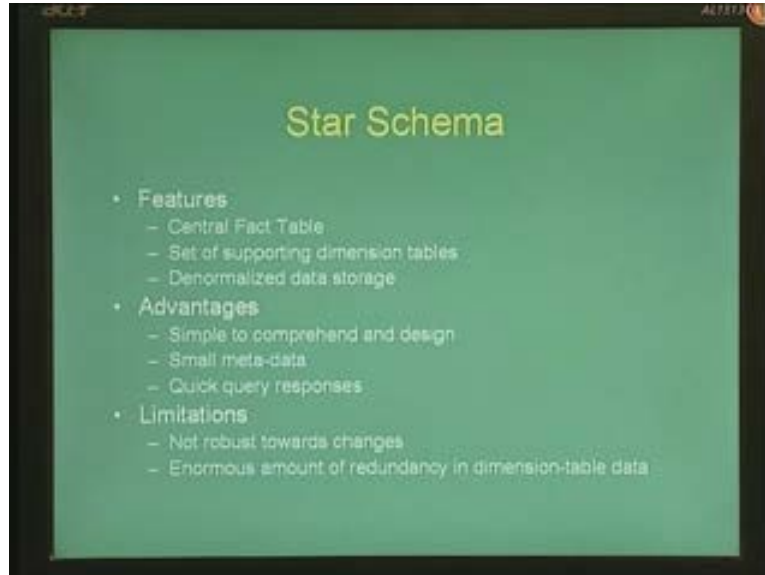 acer
Star Schema
• Features
– Central Fact Table
– Set of supporting dimension tables
– Denormalized data storage
• Advantages
– Simple to comprehend and design
– Small meta-data
– Quick query responses
• Limitations
– Not robust towards changes
– Enormous amount of redundancy in dimension-table data